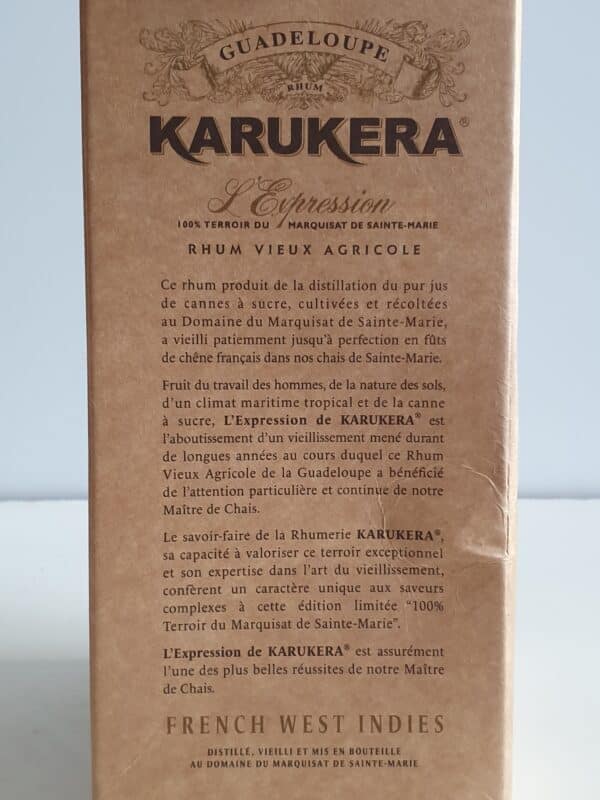 GUADELOUPE
RHUM
KARUKERA®
L'Expression
100% TERROIR DU MARQUISAT DE SAINTE-MARIE
RHUM VIEUX AGRICOLE
Ce rhum produit de la distillation du pur jus
de cannes à sucre, cultivées et récoltées
au Domaine du Marquisat de Sainte-Marie,
a vieilli patiemment jusqu'à perfection en fûts
de chêne français dans nos chais de Sainte-Marie.
Fruit du travail des hommes, de la nature des sols,
d'un climat maritime tropical et de la canne
à sucre, L'Expression de KARUKERA® est
l'aboutissement d'un vieillissement mené durant
de longues années au cours duquel ce Rhum
Vieux Agricole de la Guadeloupe a bénéficié
de l'attention particulière et continue de notre
Maître de Chais.
Le savoir-faire de la Rhumerie KARUKERA®,
sa capacité à valoriser ce terroir exceptionnel
et son expertise dans l'art du vieillissement,
confèrent un caractère unique aux saveurs
complexes à cette édition limitée "100%
Terroir du Marquisat de Sainte-Marie".
L'Expression de KARUKERA® est assurément
l'une des plus belles réussites de notre Maître
de Chais.
FRENCH WEST INDIES
DISTILLÉ, VIEILLI ET MIS EN BOUTEILLE
AU DOMAINE DU MARQUISAT DE SAINTE-MARIE